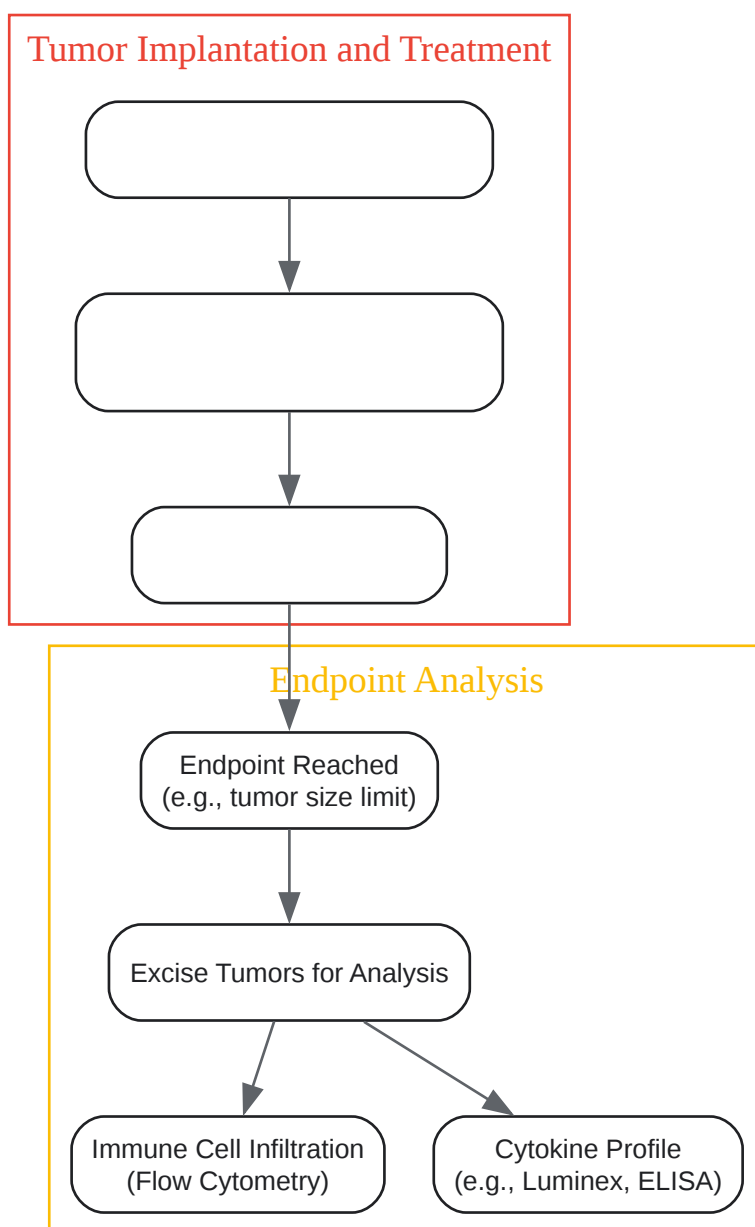 Tumor Implantation and Treatment
Endpoint Analysis
Endpoint Reached
(e.g., tumor size limit)
Excise Tumors for Analysis
Immune Cell Infiltration
(Flow Cytometry)
Cytokine Profile
(e.g., Luminex, ELISA)